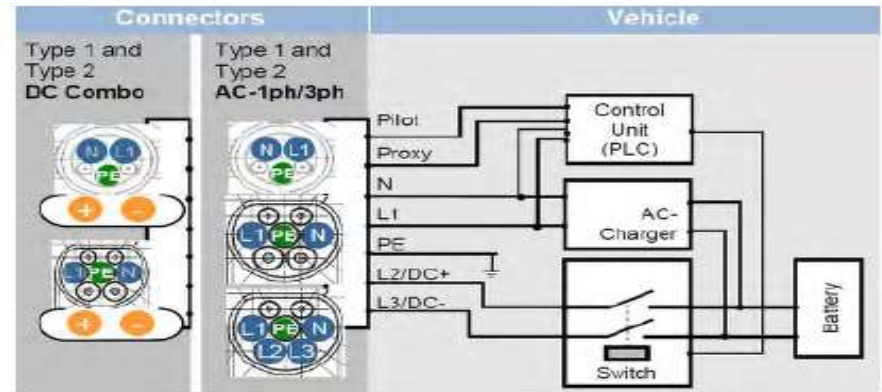 Connectors
Vehicle
Type 1 and
Type 2
DC Combo
Type 1 and
Type 2
AC-1ph/3ph
N L1
PE
+ -
L1 PE N
+ -
N L1
PE
L1 PE N
L1 PE N
L2 L3
Pilot
Proxy
N
L1
PE
L2/DC+
L3/DC-
Control
Unit
(PLC)
AC-
Charger
Switch
Battery